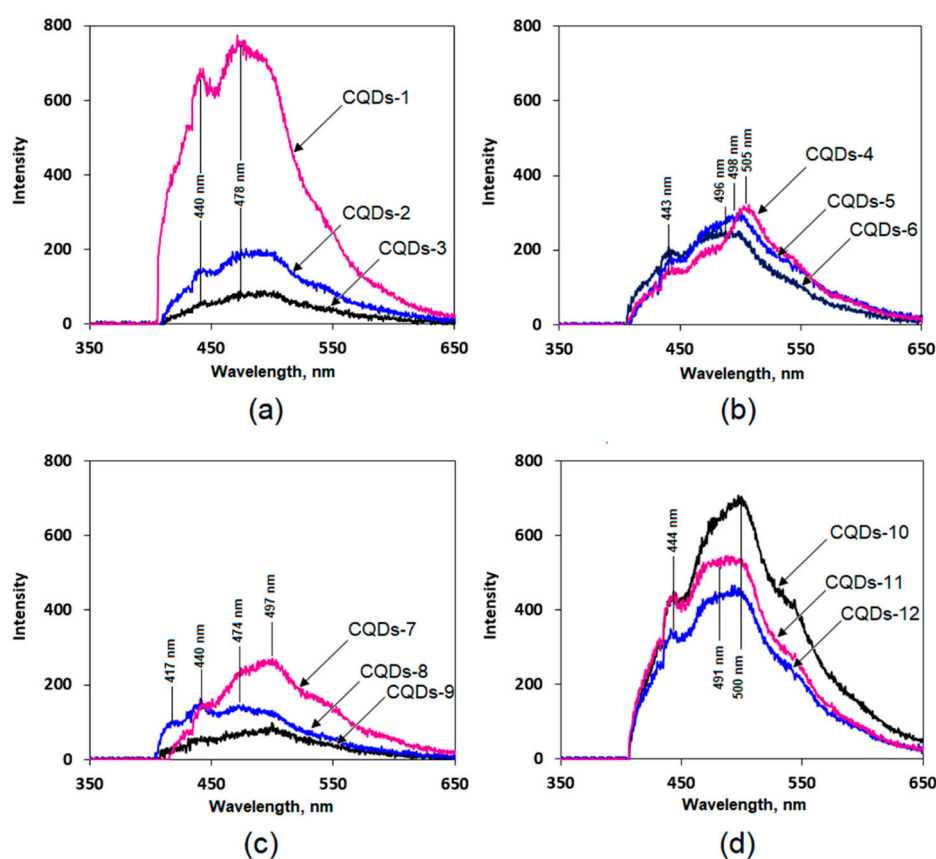 800
600
400
200
0
Intensity
440 nm
478 nm
CQDs-1
CQDs-2
CQDs-3
350
450
550
650
Wavelength, nm
(a)
800
600
400
200
0
Intensity
443 nm
496 nm
498 nm
505 nm
CQDs-4
CQDs-5
CQDs-6
350
450
550
650
Wavelength, nm
(b)
800
600
400
200
0
Intensity
417 nm
440 nm
474 nm
497 nm
CQDs-7
CQDs-8
CQDs-9
350
450
550
650
Wavelength, nm
(c)
800
600
400
200
0
Intensity
444 nm
491 nm
500 nm
CQDs-10
CQDs-11
CQDs-12
350
450
550
650
Wavelength, nm
(d)